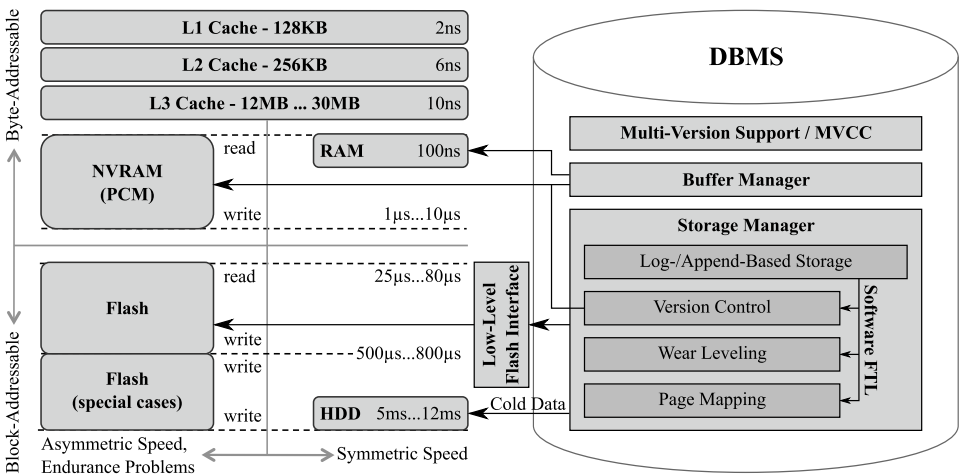 Byte-Addressable
Block-Addressable
L1 Cache - 128KB 2ns
L2 Cache - 256KB 6ns
L3 Cache - 12MB ... 30MB 10ns
NVRAM
(PCM)
read
RAM 100ns
write 1µs...10µs
Flash
read 25µs...80µs
write
500µs...800µs
write
Flash
(special cases)
write
HDD 5ms...12ms
Asymmetric Speed,
Endurance Problems
Symmetric Speed
Low-Level
Flash Interface
Cold Data
DBMS
Multi-Version Support / MVCC
Buffer Manager
Storage Manager
Log-/Append-Based Storage
Version Control
Wear Leveling
Page Mapping
Software FTL